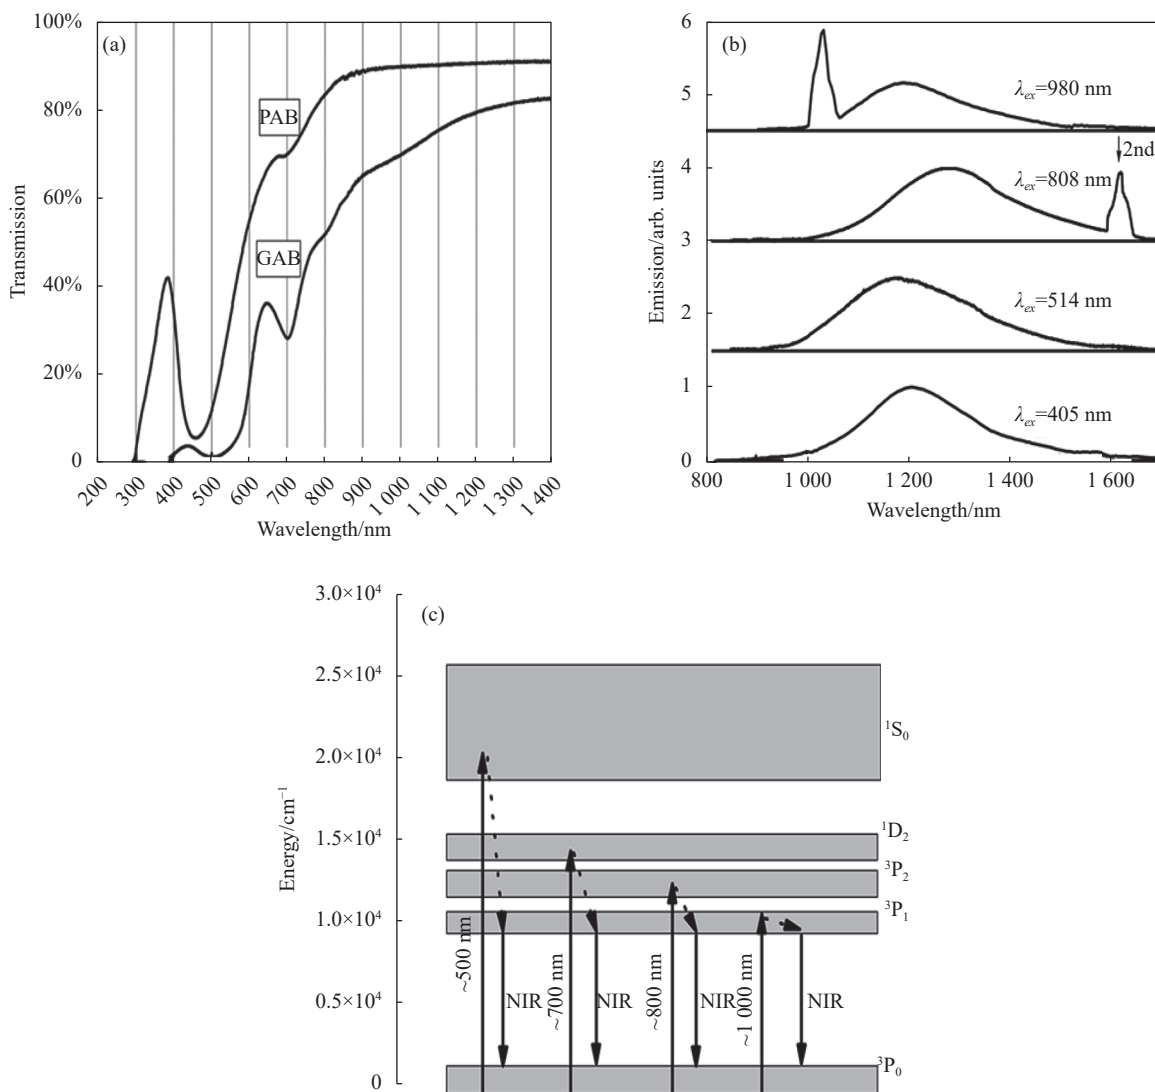 (a)
100%
80%
60%
40%
20%
0
Transmission
PAB
GAB
200
300
400
500
600
700
800
900
1 000
1 100
1 200
1 300
1 400
Wavelength/nm
(b)
6
5
4
3
2
1
0
Emission/arb. units
λex=980 nm
2nd
λex=808 nm
λex=514 nm
λex=405 nm
800
1 000
1 200
1 400
1 600
Wavelength/nm
(c)
3.0×10⁴
2.5×10⁴
2.0×10⁴
1.5×10⁴
1.0×10⁴
0.5×10⁴
0
Energy/cm⁻¹
¹S₀
¹D₂
³P₂
³P₁
³P₀
~500 nm
NIR
~700 nm
NIR
~800 nm
NIR
~1 000 nm
NIR